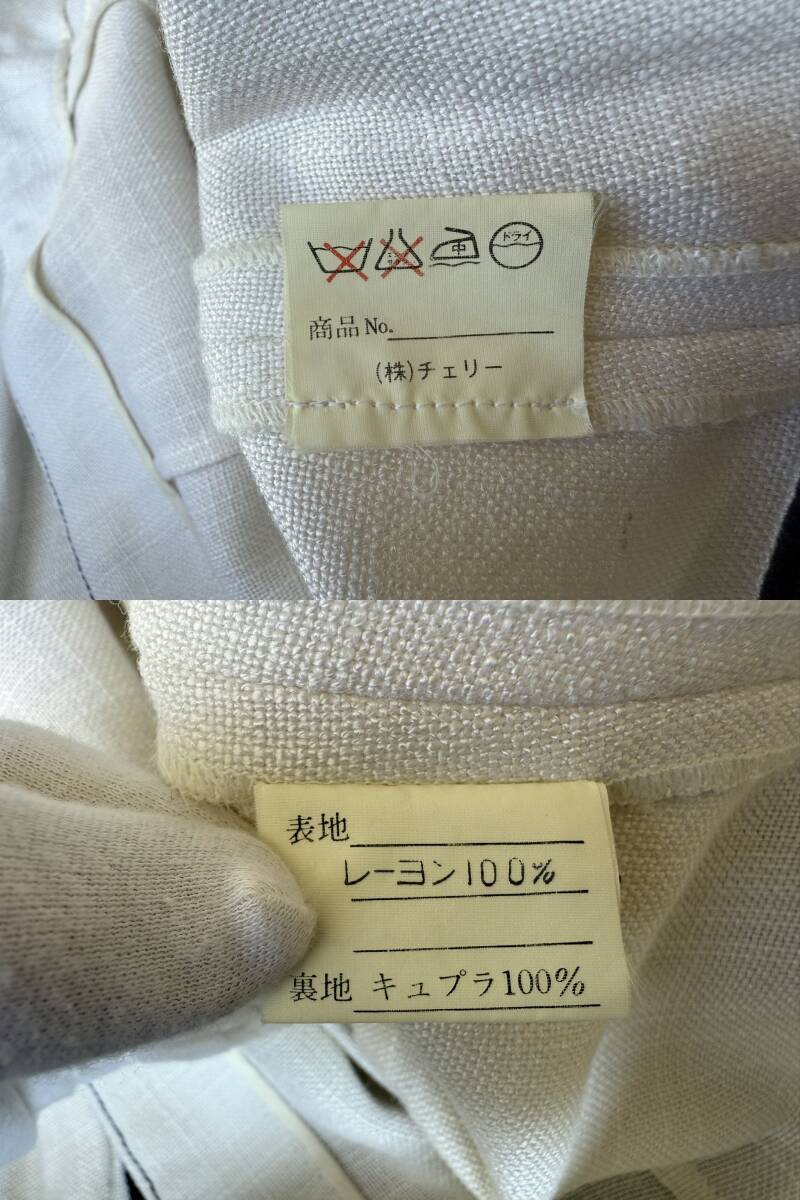 中 ドライ
商品No.
(株)チェリー
表地
レーヨン100%
裏地 キュプラ100%